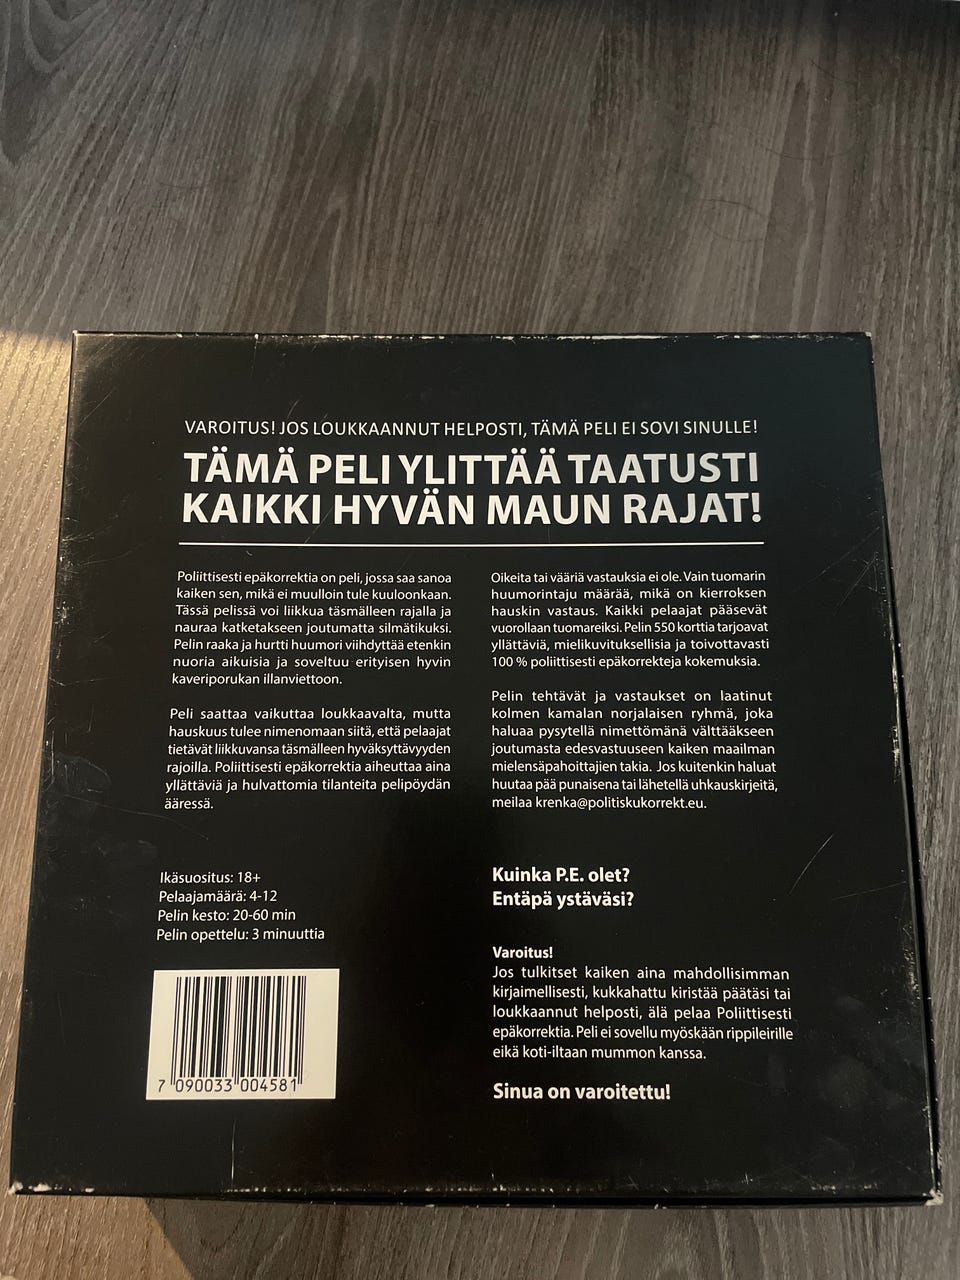 VAROITUS! JOS LOUKKAANNUT HELPOSTI, TÄMÄ PELI EI SOVI SINULLE!
TÄMÄ PELI YLITTÄÄ TAATUSTI
KAIKKI HYVÄN MAUN RAJAT!
Poliittisesti epäkorrektia on peli, jossa saa sanoa
kaiken sen, mikä ei muulloin tule kuuloonkaan.
Tässä pelissä voi liikkua täsmälleen rajalla ja
nauraa katketakseen joutumatta silmätikuksi.
Pelin raaka ja hurtti huumori viihdyttää etenkin
nuoria aikuisia ja soveltuu erityisen hyvin
kaveriporukan illanviettoon.
Peli saattaa vaikuttaa loukkaavalta, mutta
hauskuus tulee nimenomaan siitä, että pelaajat
tietävät liikkuvansa täsmälleen hyväksyttävyyden
rajoilla. Poliittisesti epäkorrektia aiheuttaa aina
yllättäviä ja hulvattomia tilanteita pelipöydän
ääressä.
Oikeita tai vääriä vastauksia ei ole. Vain tuomarin
huumorintaju määrää, mikä on kierroksen
hauskin vastaus. Kaikki pelaajat pääsevät
vuorollaan tuomareiksi. Pelin 550 korttia tarjoavat
yllättäviä, mielikuvituksellisia ja toivottavasti
100 % poliittisesti epäkorrekteja kokemuksia.
Pelin tehtävät ja vastaukset on laatinut
kolmen kamalan norjalaisen ryhmä, joka
haluaa pysytellä nimettömänä välttääkseen
joutumasta edesvastuuseen kaiken maailman
mielensäpahoittajien takia. Jos kuitenkin haluat
huutaa pää punaisena tai lähetellä uhkauskirjeitä,
meilaa krenka@politiskukorrekt.eu.
Ikäsuositus: 18+
Pelaajamäärä: 4-12
Pelin kesto: 20-60 min
Pelin opettelu: 3 minuuttia
7 090033 004581
Kuinka P.E. olet?
Entäpä ystäväsi?
Varoitus!
Jos tulkitset kaiken aina mahdollisimman
kirjaimellisesti, kukkahattu kiristää päätäsi tai
loukkaannut helposti, älä pelaa Poliittisesti
epäkorrektia. Peli ei sovellu myöskään rippileirille
eikä koti-iltaan mummon kanssa.
Sinua on varoitettu!